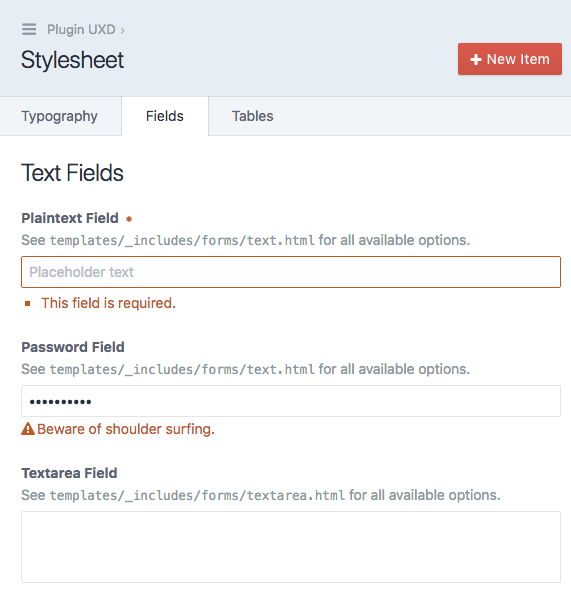 Plugin UXD ›
Stylesheet
+ New Item
Typography Fields Tables
Text Fields
Plaintext Field *
See templates/_includes/forms/text.html for all available options.
Placeholder text
This field is required.
Password Field
See templates/_includes/forms/text.html for all available options.
••••••••••
Beware of shoulder surfing.
Textarea Field
See templates/_includes/forms/textarea.html for all available options.